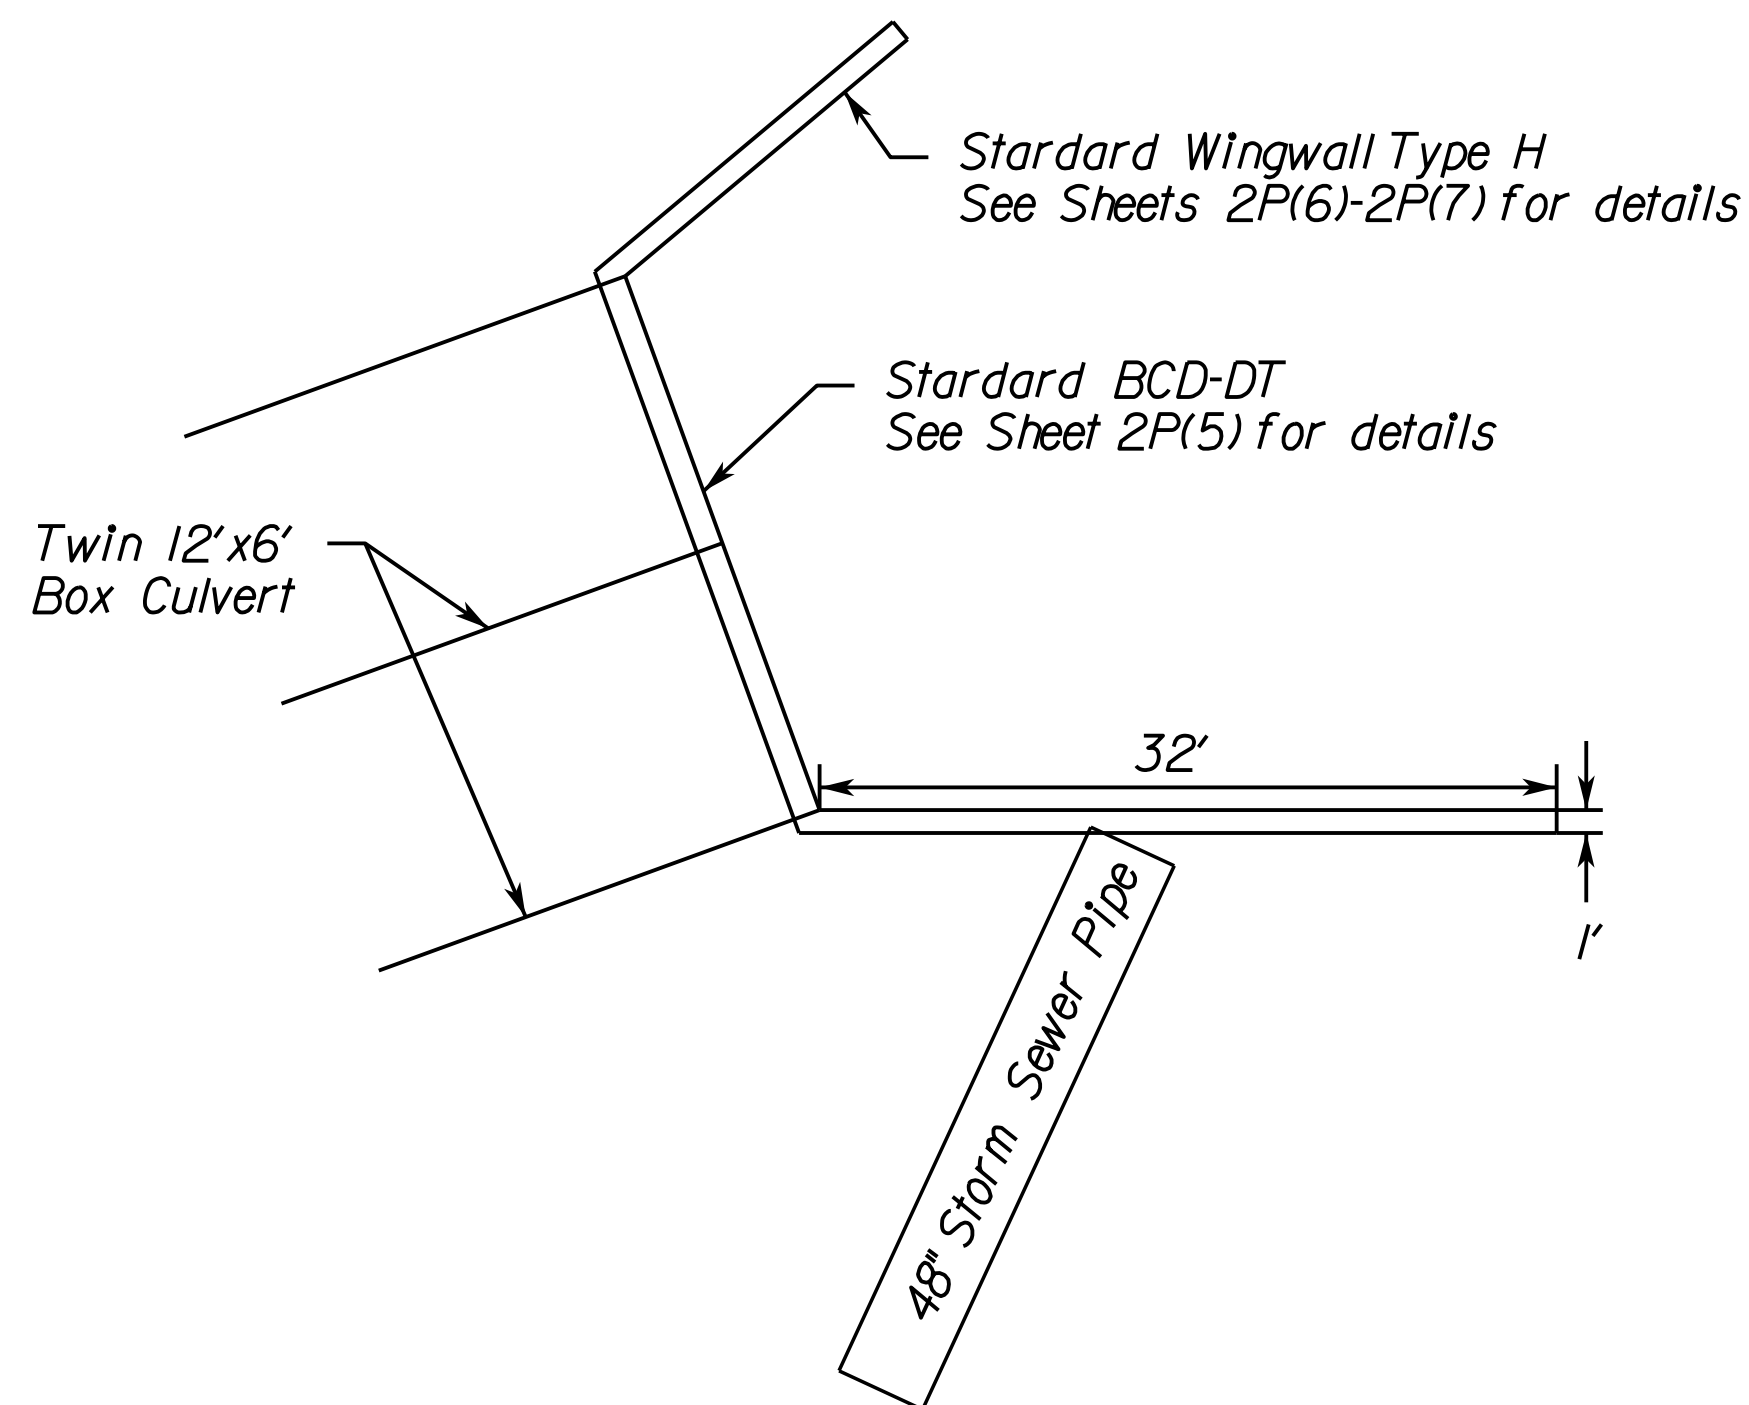 Stardard Wingwall Type H
See Sheets 2P(6)-2P(7) for details
Stardard BCD-DT
See Sheet 2P(5) for details
Twin 12'x6'
Box Culvert
32'
1'
48" Storm Sewer Pipe